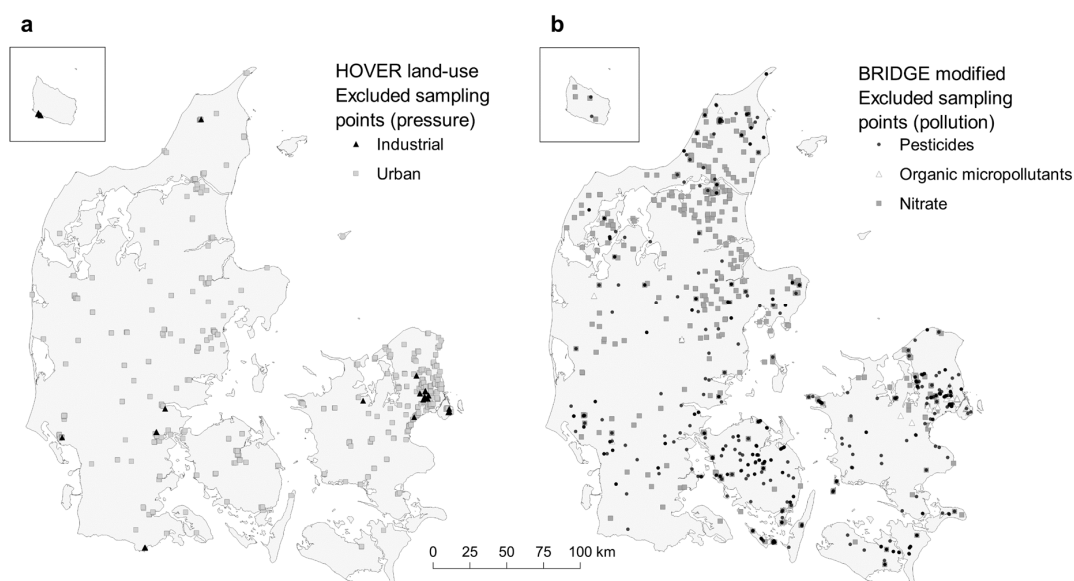 a
HOVER land-use
Excluded sampling
points (pressure)
Industrial
Urban
b
BRIDGE modified
Excluded sampling
points (pollution)
Pesticides
Organic micropollutants
Nitrate
0 25 50 75 100 km